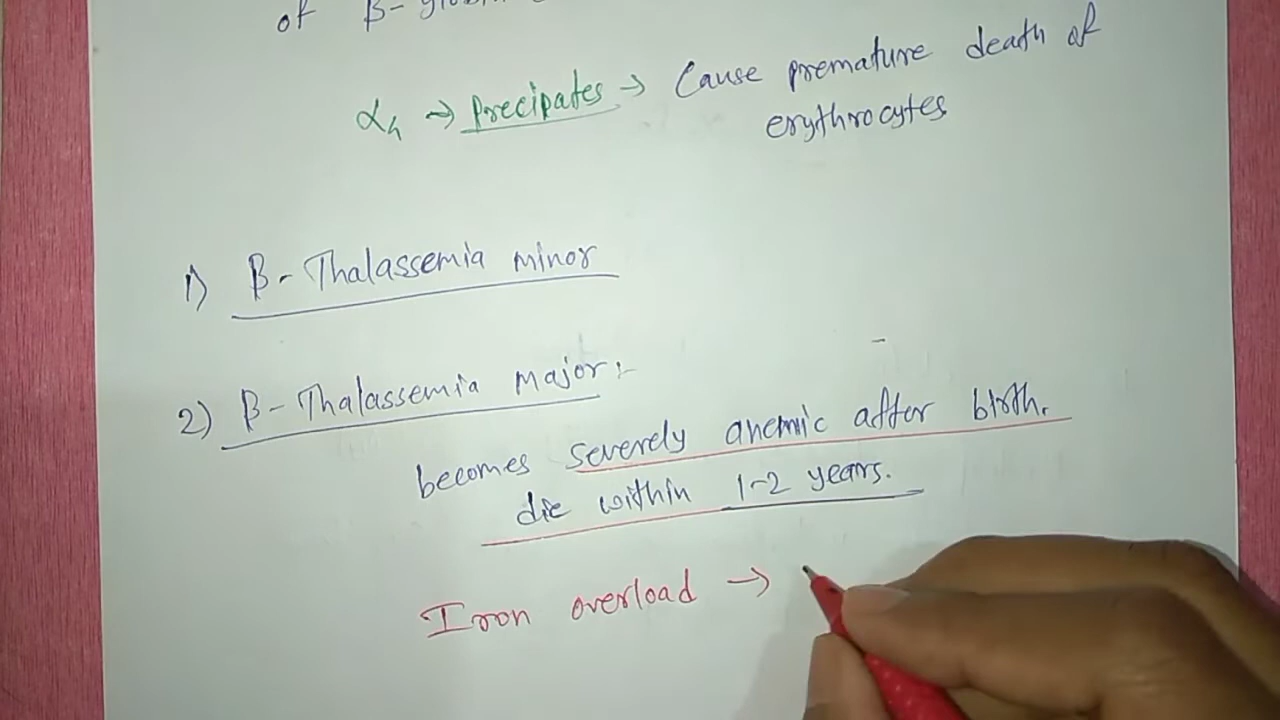 of β-
α4 → Precipates → Cause premature death of
erythrocytes
1) β-Thalassemia minor
2) β-Thalassemia major:-
becomes severely anemic after birth.
die within 1-2 years.
Iron overload →